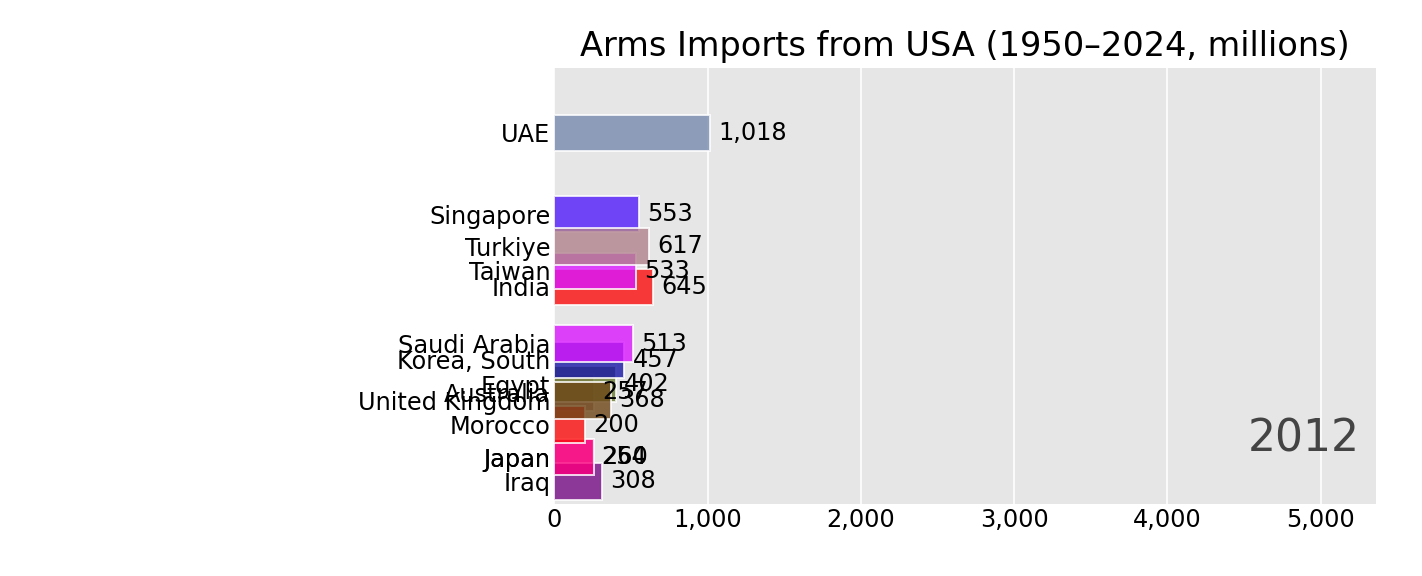 Arms Imports from USA (1950–2024, millions)
UAE 1,018
Singapore 553
Turkiye 617
Taiwan 533
India 645
Saudi Arabia 513
Korea, South 457
Egypt 402
Australia 257
United Kingdom 368
Morocco 200
Japan
Iraq 308
2012
0 1,000 2,000 3,000 4,000 5,000